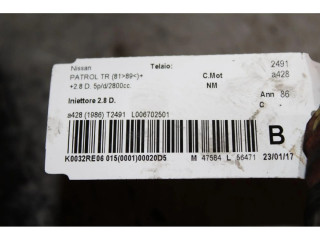 Nissan Telaio: 2491
PATROL TR (81>89<)+ C.Mot a428
+2.8 D. 5p/d/2800cc NM
Ann 86
Iniettore 2.8 D. C -
a428 (1986) T2491 L006702501
B
K0032RE06 015(0001)00020D5 M 47584 L 56471 23/01/17